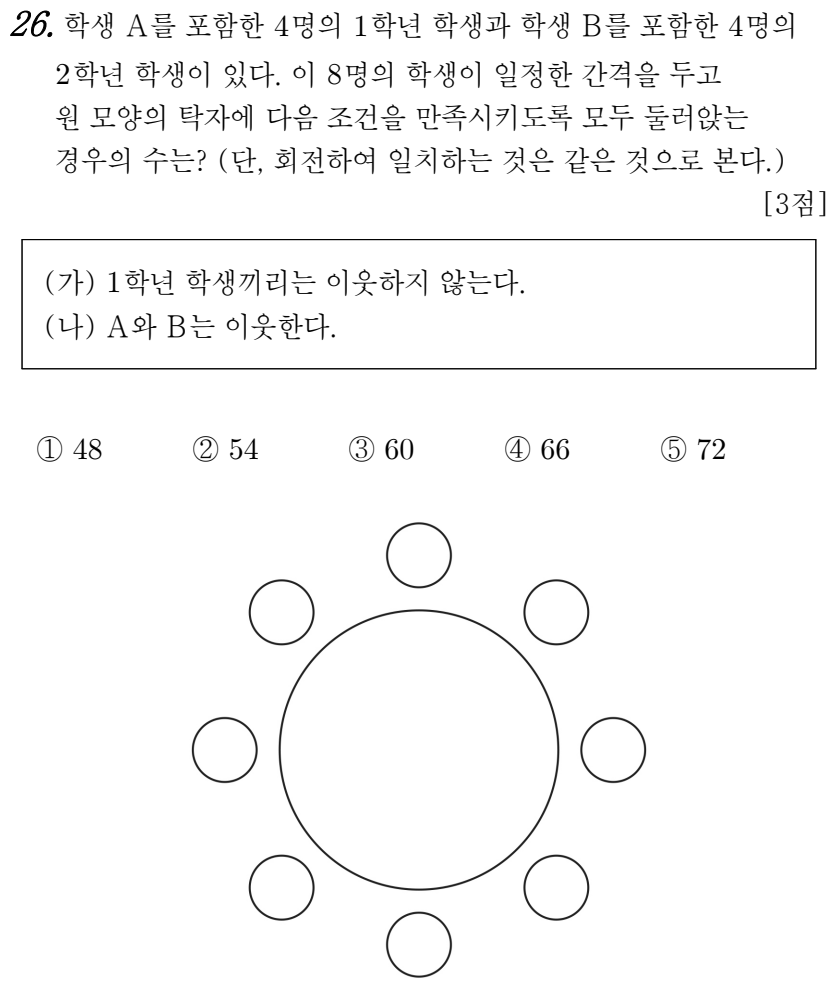 26. 학생 A를 포함한 4명의 1학년 학생과 학생 B를 포함한 4명의
2학년 학생이 있다. 이 8명의 학생이 일정한 간격을 두고
원 모양의 탁자에 다음 조건을 만족시키도록 모두 둘러앉는
경우의 수는? (단, 회전하여 일치하는 것은 같은 것으로 본다.)
[3점]
(가) 1학년 학생끼리는 이웃하지 않는다.
(나) A와 B는 이웃한다.
① 48 ② 54 ③ 60 ④ 66 ⑤ 72